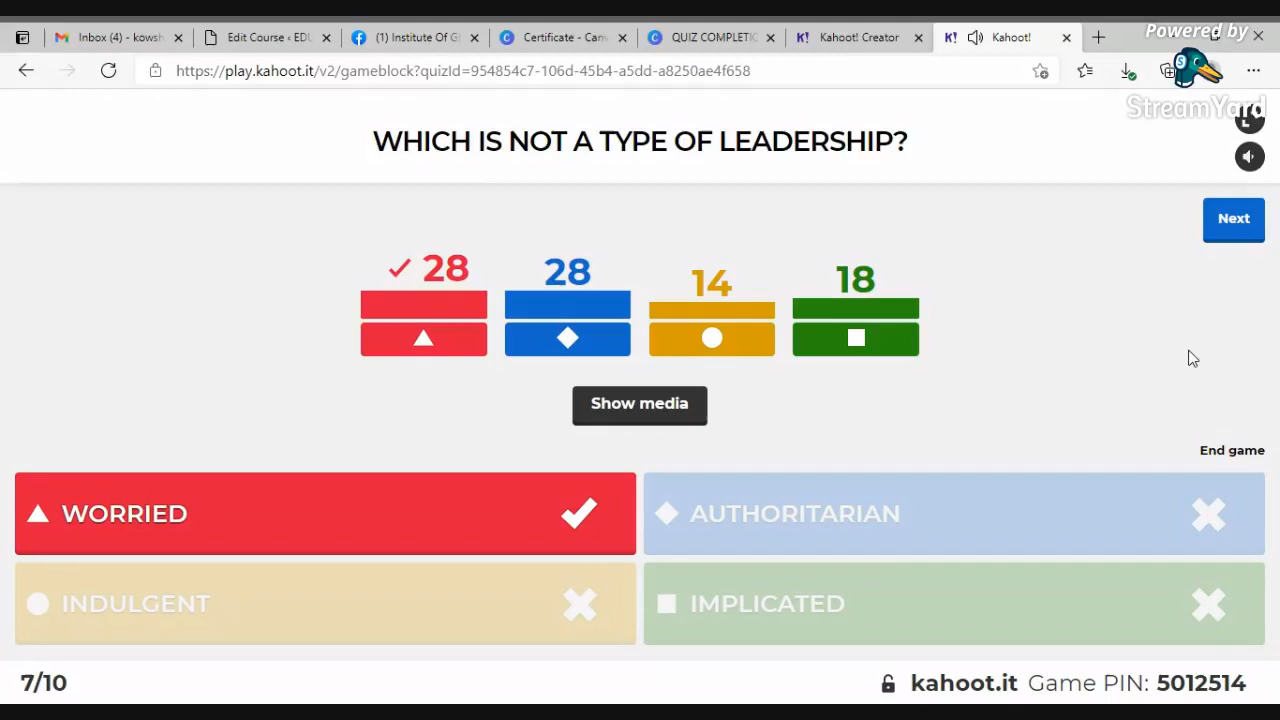 Inbox (4) - kowsh
Edit Course ‹ EDU
(1) Institute Of G
Certificate - Can
QUIZ COMPLETIC
K! Kahoot! Creator
K! Kahoot!
Powered by
https://play.kahoot.it/v2/gameblock?quizId=954854c7-106d-45b4-a5dd-a8250ae4f658
S
StreamYard
WHICH IS NOT A TYPE OF LEADERSHIP?
Next
28
28
14
18
Show media
End game
WORRIED
AUTHORITARIAN
INDULGENT
IMPLICATED
7/10
kahoot.it Game PIN: 5012514